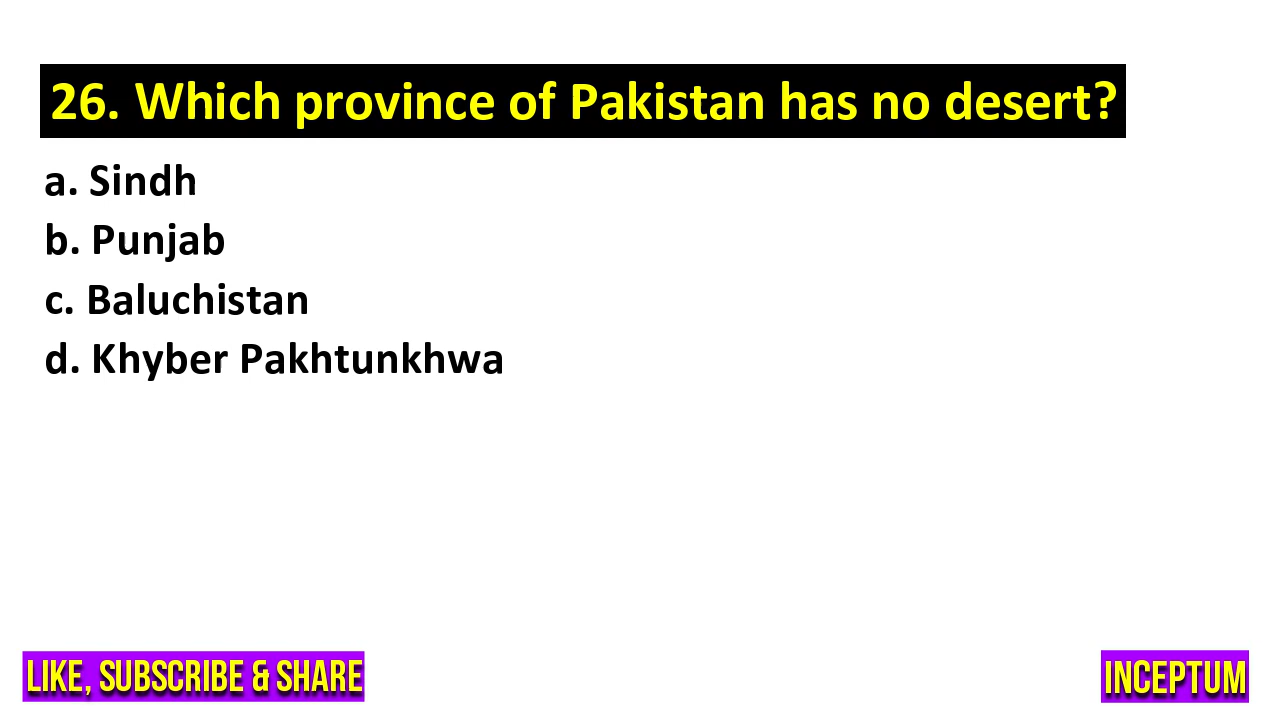 26. Which province of Pakistan has no desert?
a. Sindh
b. Punjab
c. Baluchistan
d. Khyber Pakhtunkhwa
LIKE, SUBSCRIBE & SHARE
INCEPTUM